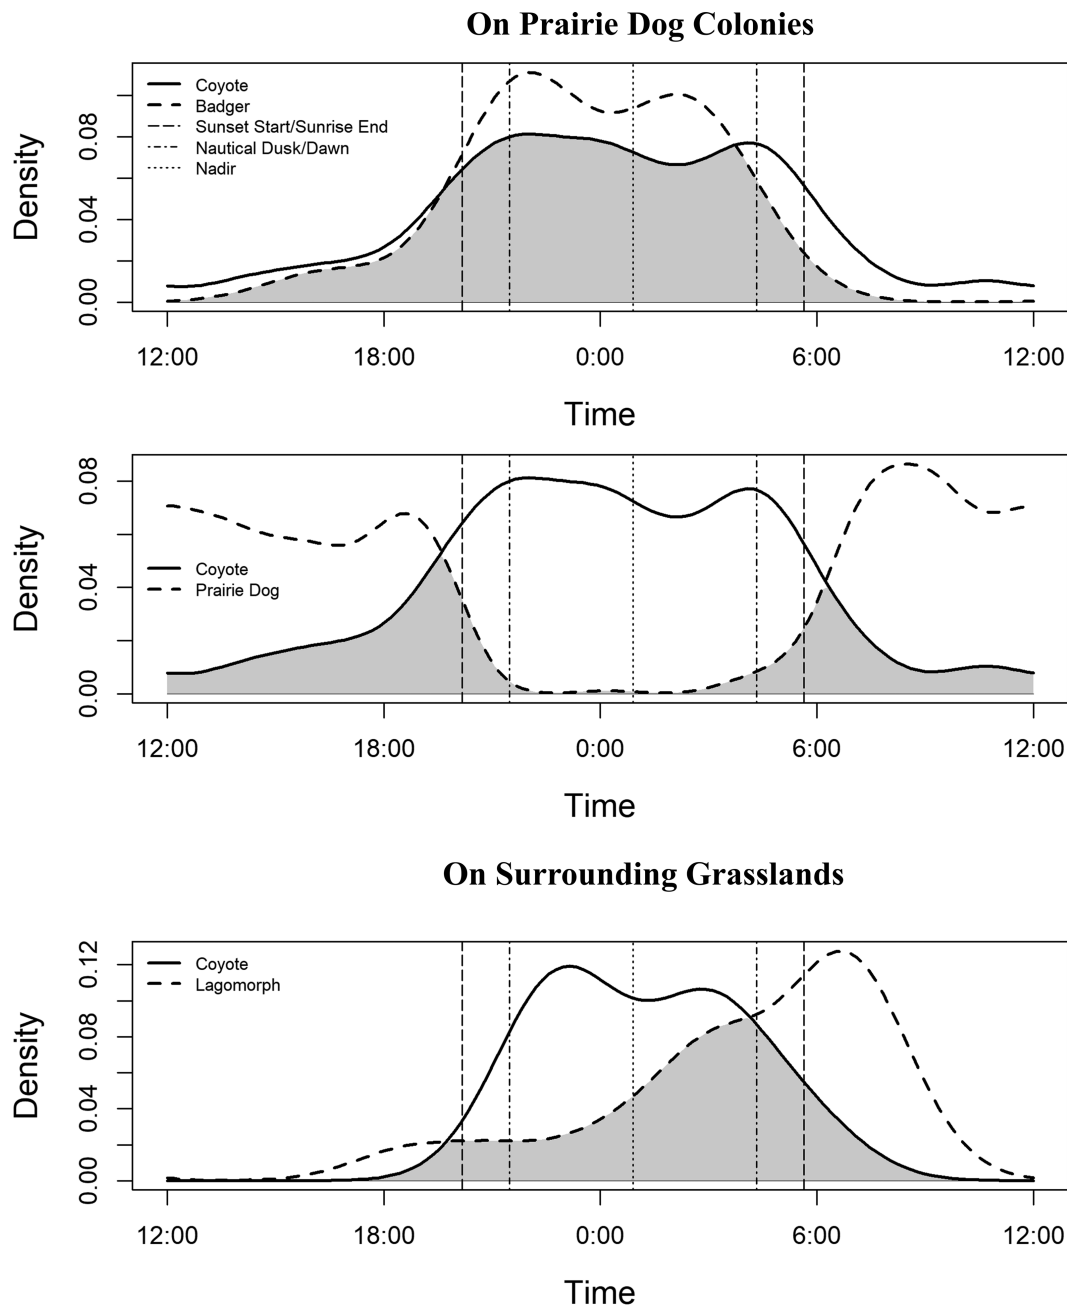 On Prairie Dog Colonies
Coyote
Badger
Sunset Start/Sunrise End
Nautical Dusk/Dawn
Nadir
Density
0.00 0.04 0.08
12:00 18:00 0:00 6:00 12:00
Time
Coyote
Prairie Dog
Density
0.00 0.04 0.08
12:00 18:00 0:00 6:00 12:00
Time
On Surrounding Grasslands
Coyote
Lagomorph
Density
0.00 0.04 0.08 0.12
12:00 18:00 0:00 6:00 12:00
Time